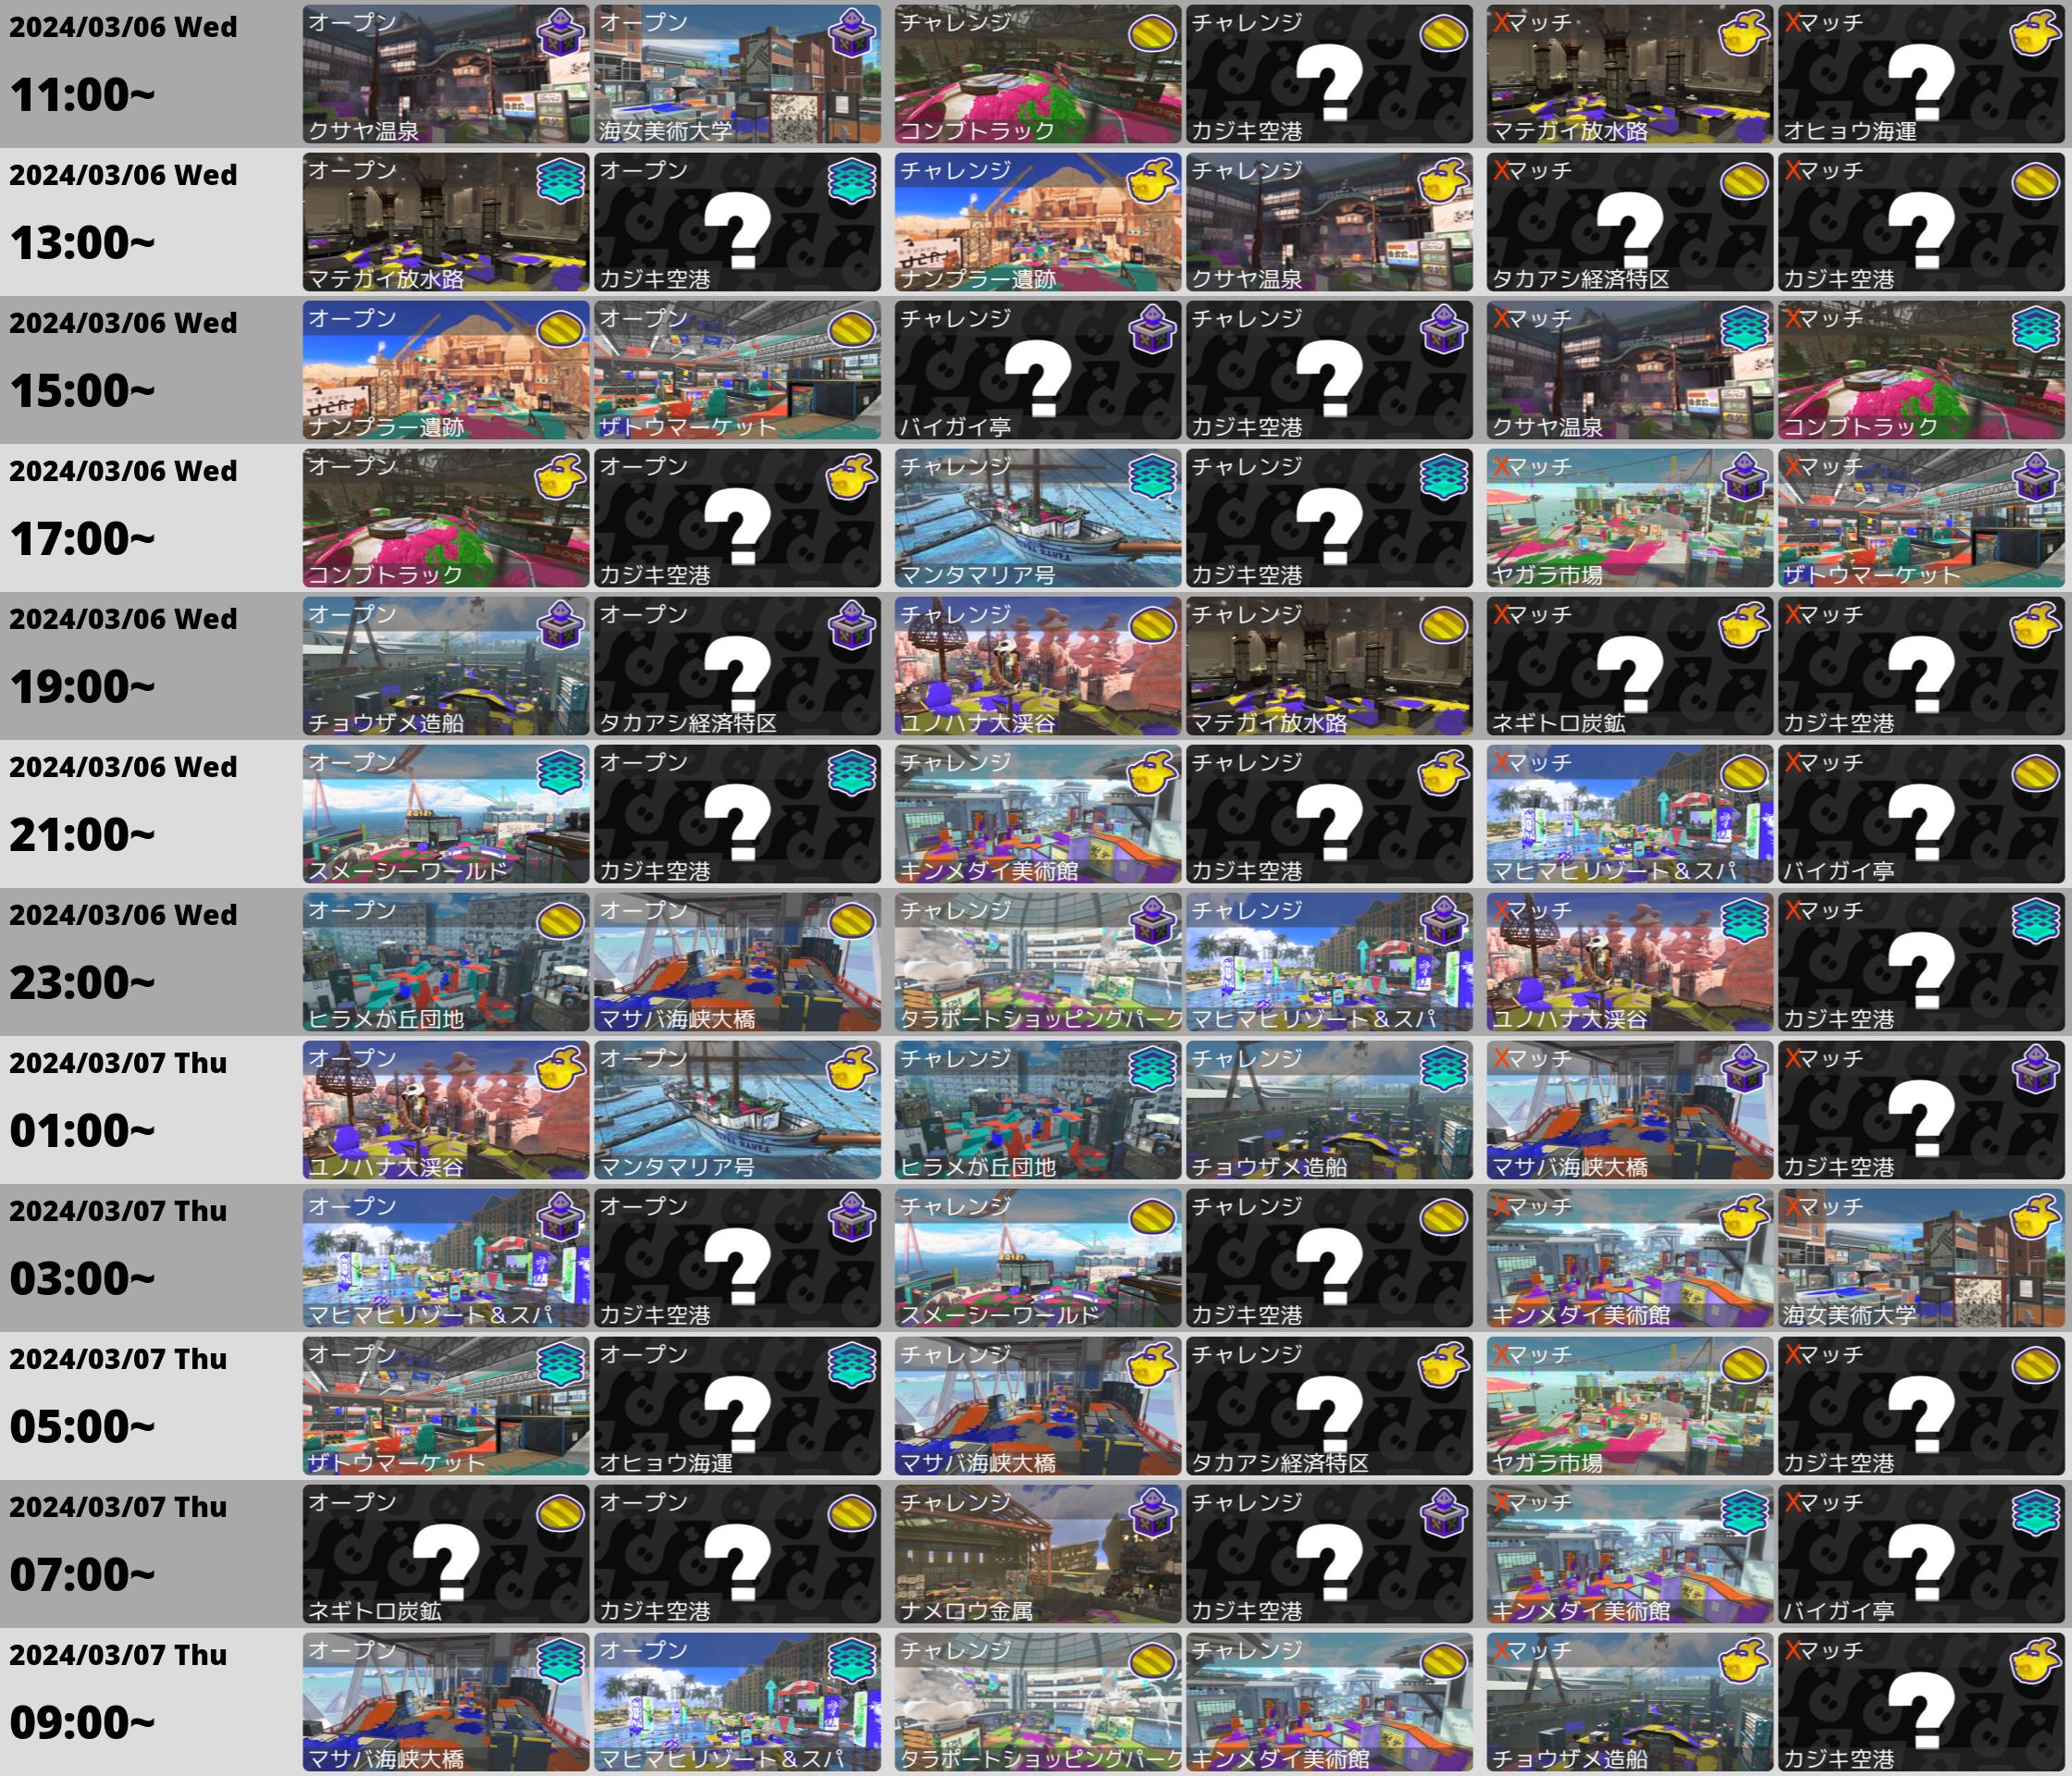 2024/03/06 Wed
11:00~
オープン
クサヤ温泉
オープン
海女美術大学
チャレンジ
コンブトラック
チャレンジ
カジキ空港
Xマッチ
マテガイ放水路
Xマッチ
オヒョウ海運
2024/03/06 Wed
13:00~
オープン
マテガイ放水路
オープン
カジキ空港
チャレンジ
ナンプラー遺跡
チャレンジ
クサヤ温泉
Xマッチ
タカアシ経済特区
Xマッチ
カジキ空港
2024/03/06 Wed
15:00~
オープン
ナンプラー遺跡
オープン
ザトウマーケット
チャレンジ
バイガイ亭
チャレンジ
カジキ空港
Xマッチ
クサヤ温泉
Xマッチ
コンブトラック
2024/03/06 Wed
17:00~
オープン
コンブトラック
オープン
カジキ空港
チャレンジ
マンタマリア号
チャレンジ
カジキ空港
Xマッチ
ヤガラ市場
Xマッチ
ザトウマーケット
2024/03/06 Wed
19:00~
オープン
チョウザメ造船
オープン
タカアシ経済特区
チャレンジ
ユノハナ大渓谷
チャレンジ
マテガイ放水路
Xマッチ
ネギトロ炭鉱
Xマッチ
カジキ空港
2024/03/06 Wed
21:00~
オープン
スメーシーワールド
オープン
カジキ空港
チャレンジ
キンメダイ美術館
チャレンジ
カジキ空港
Xマッチ
マヒマヒリゾート&スパ
Xマッチ
バイガイ亭
2024/03/06 Wed
23:00~
オープン
ヒラメが丘団地
オープン
マサバ海峡大橋
チャレンジ
タラポートショッピングパーク
チャレンジ
マヒマヒリゾート&スパ
Xマッチ
ユノハナ大渓谷
Xマッチ
カジキ空港
2024/03/07 Thu
01:00~
オープン
ユノハナ大渓谷
オープン
マンタマリア号
チャレンジ
ヒラメが丘団地
チャレンジ
チョウザメ造船
Xマッチ
マサバ海峡大橋
Xマッチ
カジキ空港
2024/03/07 Thu
03:00~
オープン
マヒマヒリゾート&スパ
オープン
カジキ空港
チャレンジ
スメーシーワールド
チャレンジ
カジキ空港
Xマッチ
キンメダイ美術館
Xマッチ
海女美術大学
2024/03/07 Thu
05:00~
オープン
ザトウマーケット
オープン
オヒョウ海運
チャレンジ
マサバ海峡大橋
チャレンジ
タカアシ経済特区
Xマッチ
ヤガラ市場
Xマッチ
カジキ空港
2024/03/07 Thu
07:00~
オープン
ネギトロ炭鉱
オープン
カジキ空港
チャレンジ
ナメロウ金属
チャレンジ
カジキ空港
Xマッチ
キンメダイ美術館
Xマッチ
バイガイ亭
2024/03/07 Thu
09:00~
オープン
マサバ海峡大橋
オープン
マヒマヒリゾート&スパ
チャレンジ
タラポートショッピングパーク
チャレンジ
キンメダイ美術館
Xマッチ
チョウザメ造船
Xマッチ
カジキ空港